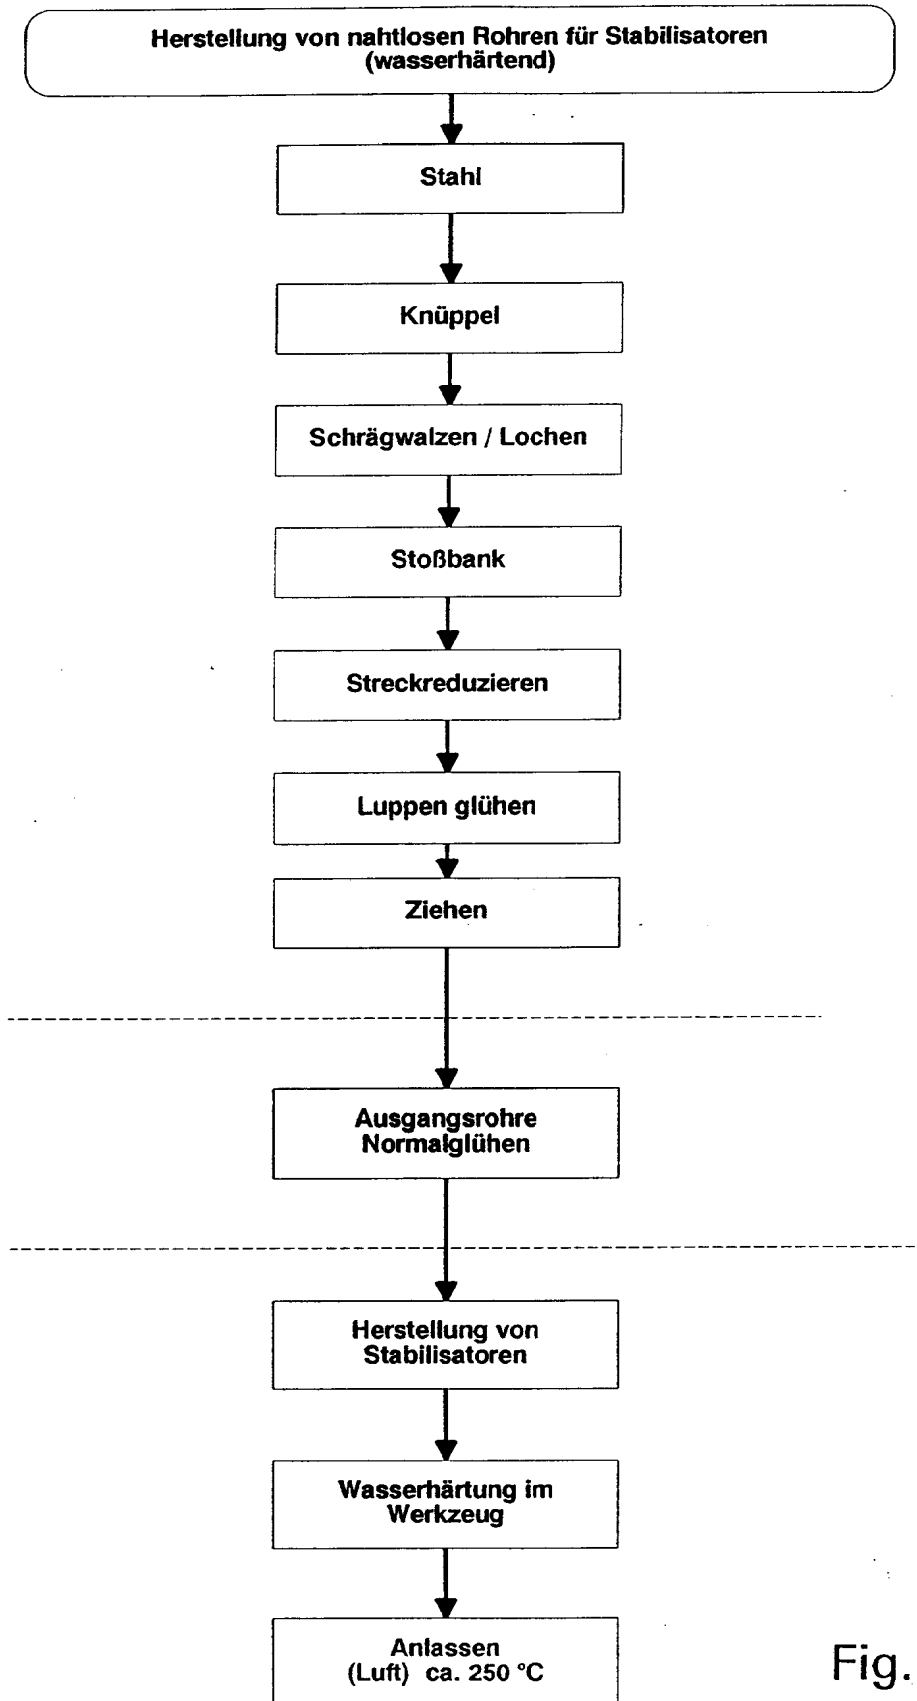 Herstellung von nahtlosen Rohren für Stabilisatoren
(wasserhärtend)
Stahl
Knüppel
Schrägwalzen / Lochen
Stoßbank
Streckreduzieren
Luppen glühen
Ziehen
Ausgangsrohre
Normalglühen
Herstellung von
Stabilisatoren
Wasserhärtung im
Werkzeug
Anlassen
(Luft) ca. 250 °C
Fig.